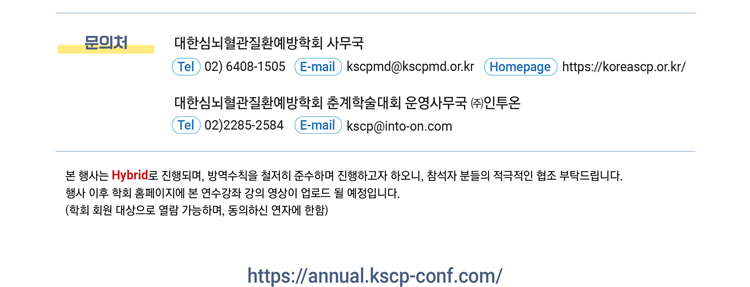 문의처
대한심뇌혈관질환예방학회 사무국
Tel 02) 6408-1505 E-mail kscpmd@kscpmd.or.kr Homepage https://koreascp.or.kr/
대한심뇌혈관질환예방학회 춘계학술대회 운영사무국 ㈜인투온
Tel 02)2285-2584 E-mail kscp@into-on.com
본 행사는 Hybrid로 진행되며, 방역수칙을 철저히 준수하며 진행하고자 하오니, 참석자 분들의 적극적인 협조 부탁드립니다.
행사 이후 학회 홈페이지에 본 연수강좌 강의 영상이 업로드 될 예정입니다.
(학회 회원 대상으로 열람 가능하며, 동의하신 연자에 한함)
https://annual.kscp-conf.com/